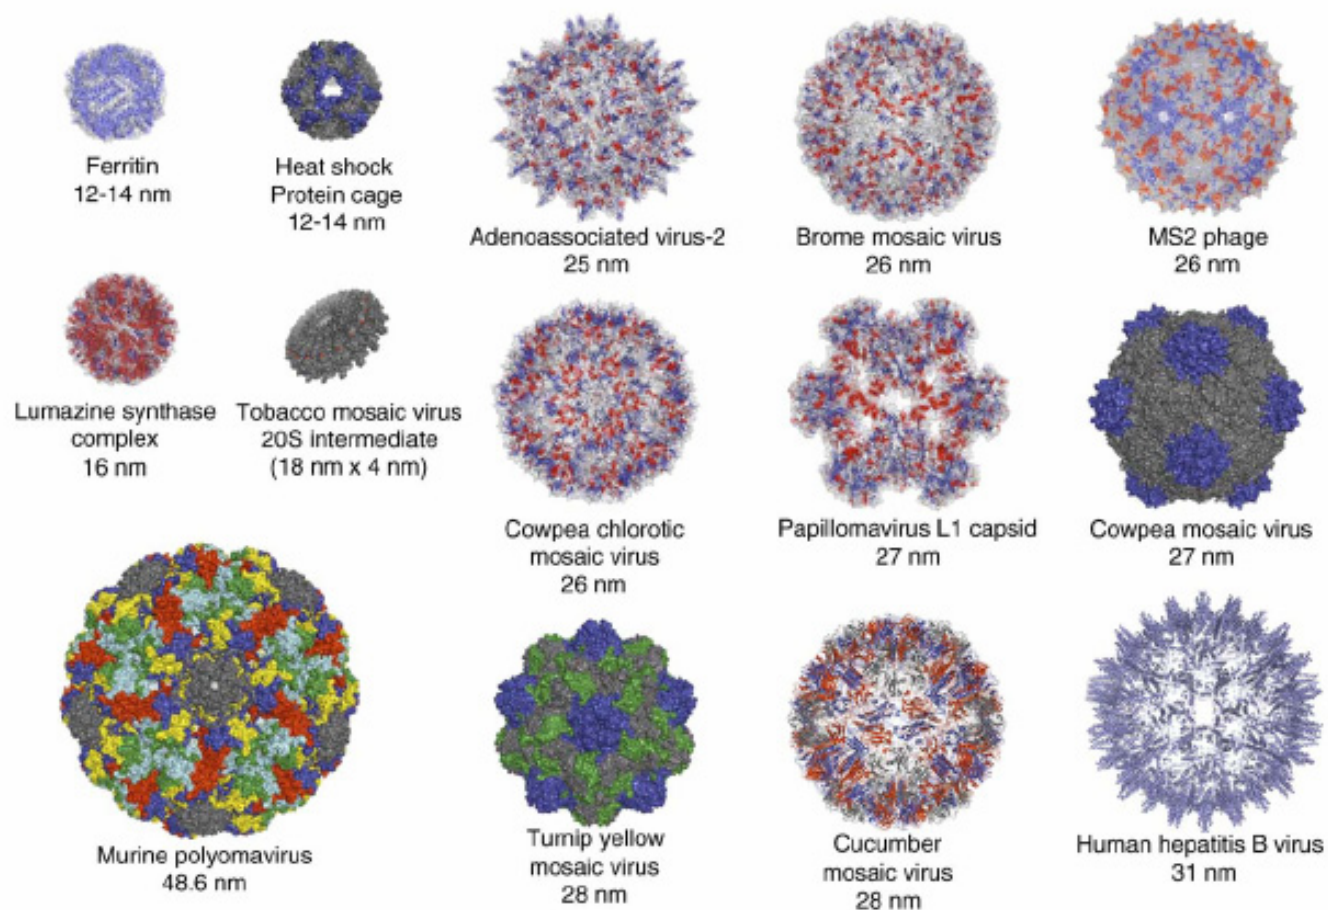 Ferritin
12-14 nm
Heat shock
Protein cage
12-14 nm
Adenoassociated virus-2
25 nm
Brome mosaic virus
26 nm
MS2 phage
26 nm
Lumazine synthase
complex
16 nm
Tobacco mosaic virus
20S intermediate
(18 nm x 4 nm)
Cowpea chlorotic
mosaic virus
26 nm
Papillomavirus L1 capsid
27 nm
Cowpea mosaic virus
27 nm
Murine polyomavirus
48.6 nm
Turnip yellow
mosaic virus
28 nm
Cucumber
mosaic virus
28 nm
Human hepatitis B virus
31 nm